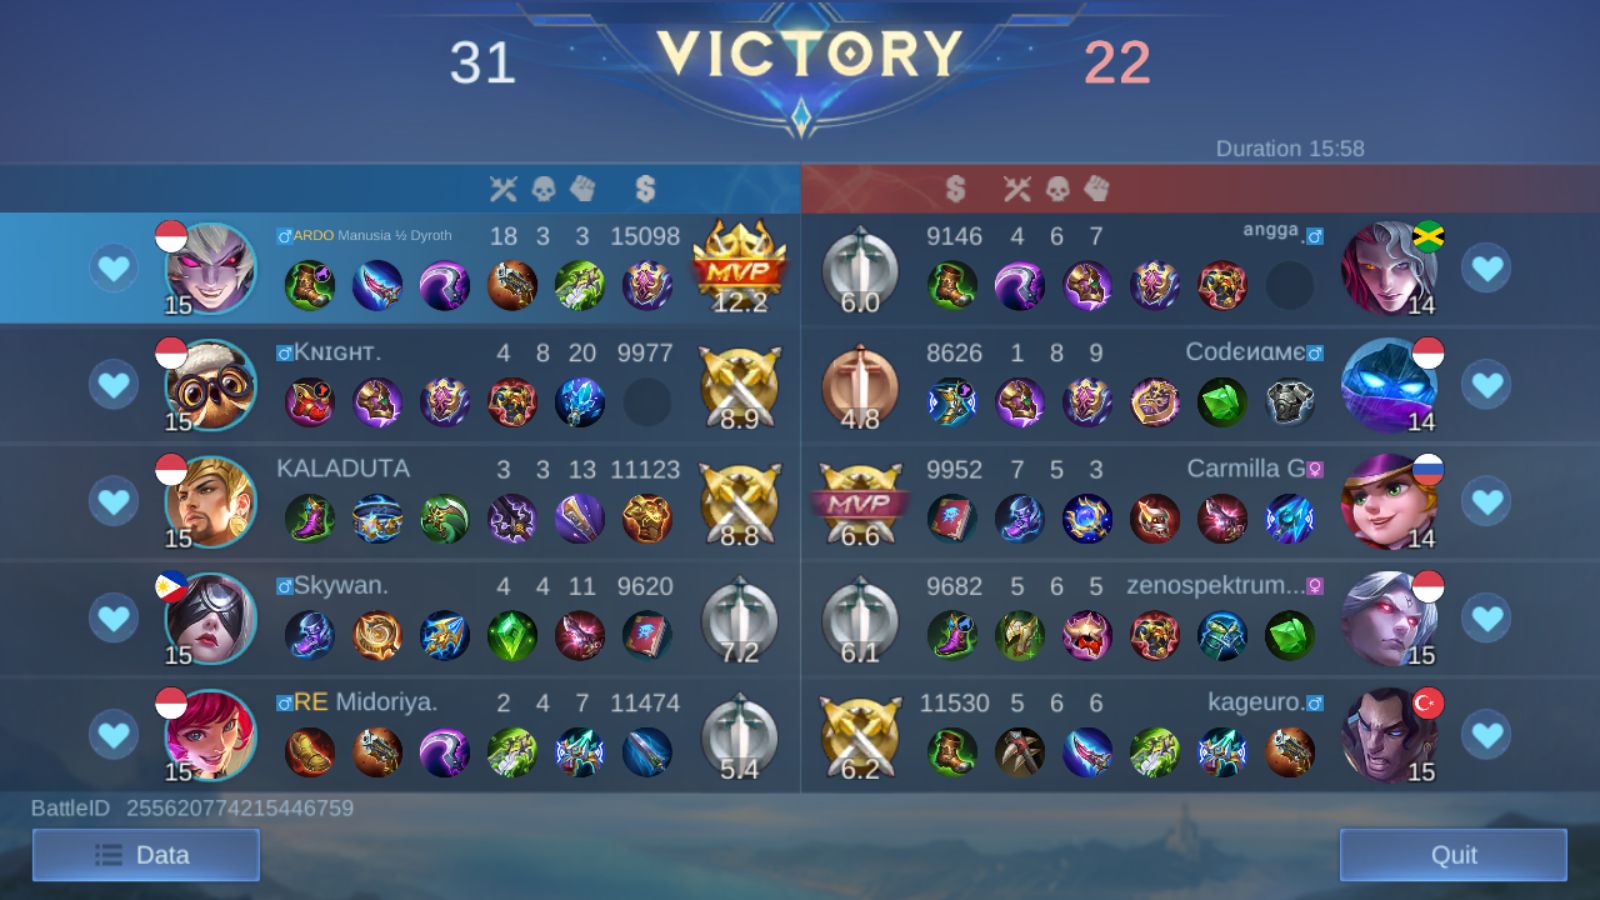 31 VICTORY 22
Duration 15:58
ARDO Manusia ½ Dyroth 18 3 3 15098 MVP 12.2 15
6.0 9146 4 6 7 angga . 14
Kɴɪɢʜᴛ. 4 8 20 9977 8.9 15
4.8 8626 1 8 9 Codєиαмє 14
KALADUTA 3 3 13 11123 8.8 15
MVP 6.6 9952 7 5 3 Carmilla G 14
Skywan. 4 4 11 9620 7.2 15
6.1 9682 5 6 5 zenospektrum... 15
RE Midoriya. 2 4 7 11474 5.4 15
6.2 11530 5 6 6 kageuro. 15
BattleID 255620774215446759
Data
Quit